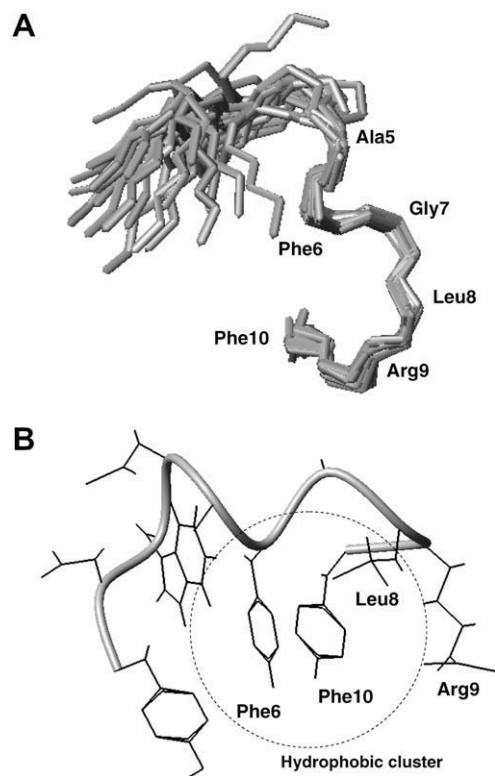 A
Ala5
Gly7
Phe6
Leu8
Phe10
Arg9
B
Leu8
Phe6
Phe10
Arg9
Hydrophobic cluster